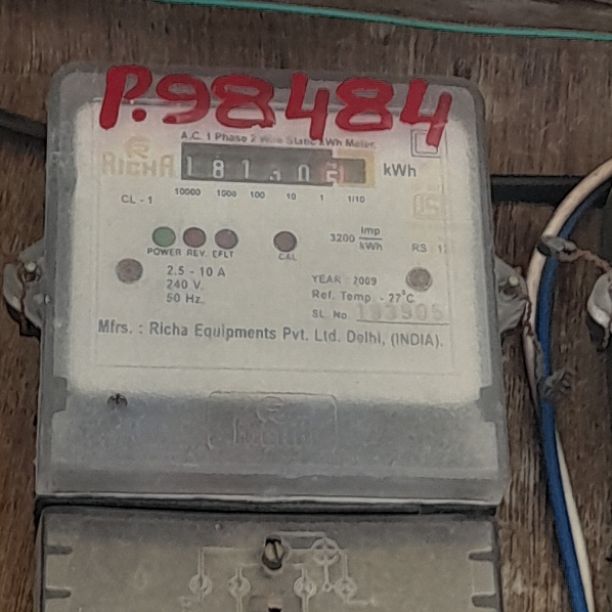 P.98484
A.C. 1 Phase 2 Wire Static kWh Meter.
RICHA
kWh
CL - 1
10000 1000 100 10 1 1/10
3200 Imp
kWh
POWER REV. EFLT CAL
2.5 - 10 A
240 V.
50 Hz.
YEAR : 2009
Ref. Temp. - 27°C
SL. No.
Mfrs. : Richa Equipments Pvt. Ltd. Delhi, (INDIA).